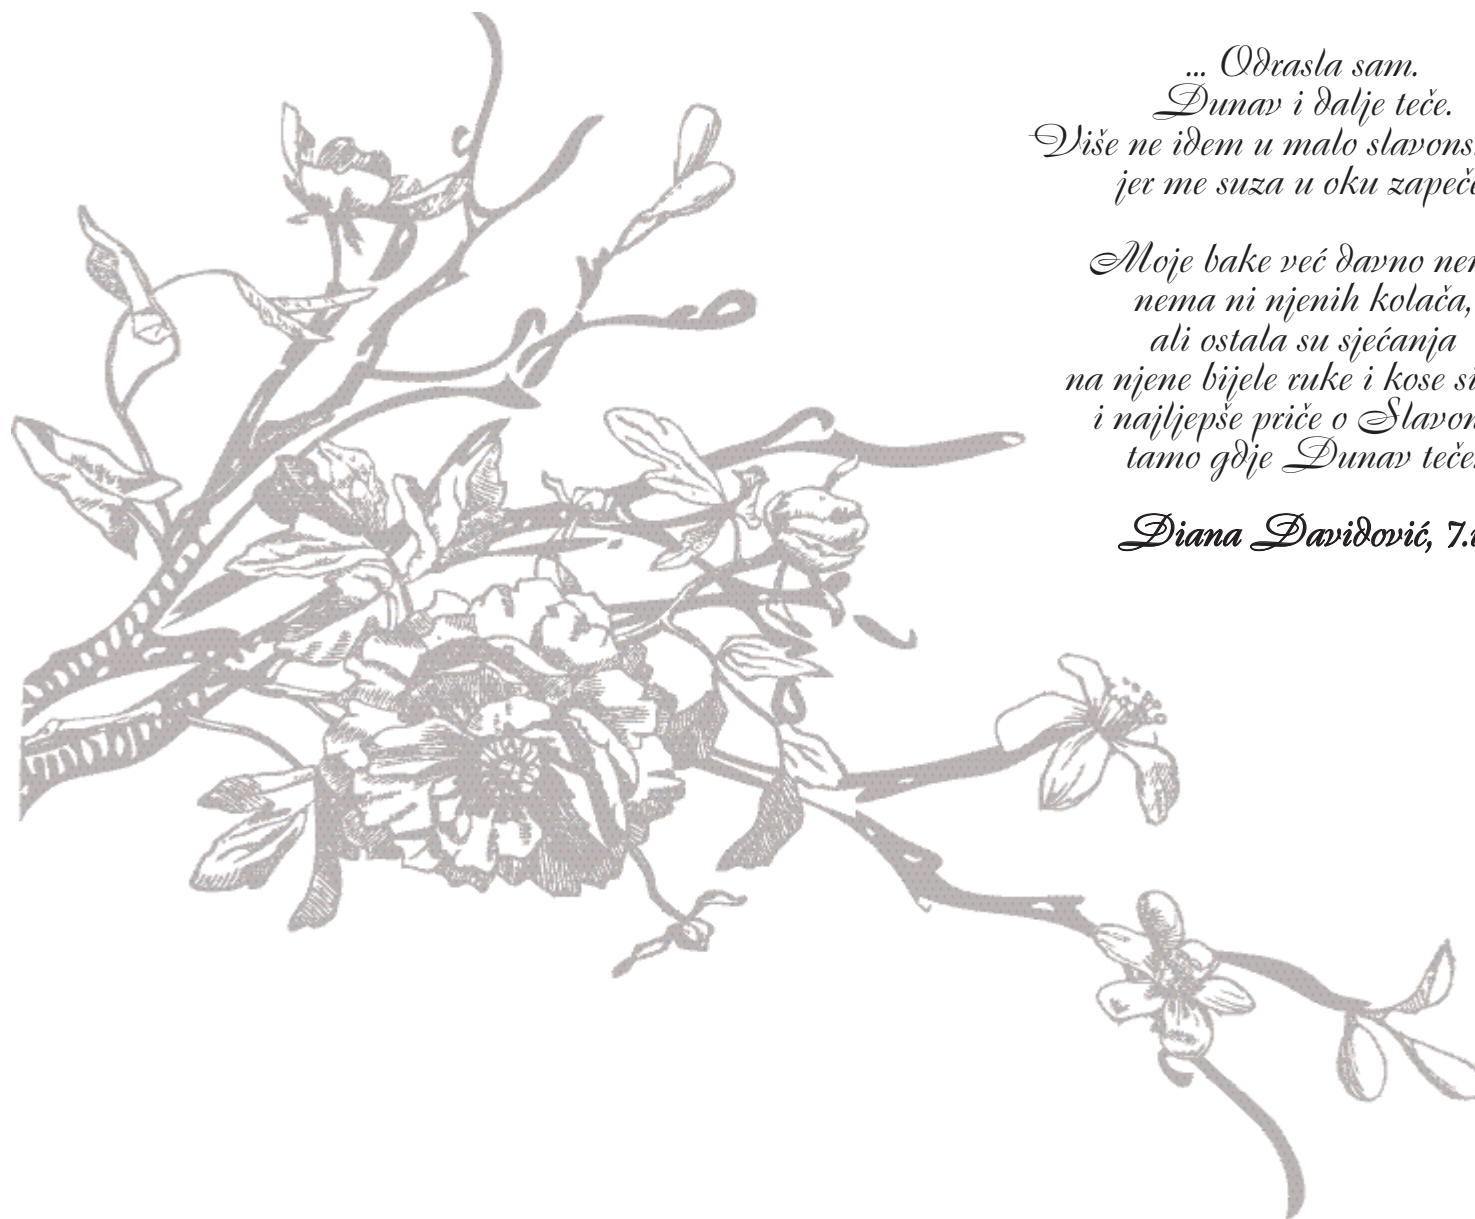 ... Odrasla sam.
Dunav i dalje teče.
Više ne idem u malo
jer me suza u oku
Moje bake već davno
nema ni njenih kolača,
ali ostala su sjećanja
na njene bijele ruke i kose
i najljepše priče o
tamo gdje Dunav teče.
Diana Davidović,